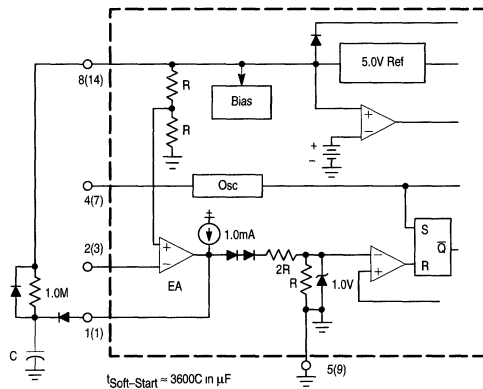 8(14)
R
5.0V Ref
Bias
R
+
−
+
−
Osc
4(7)
+
1.0mA
S
Q
2(3)
+
−
EA
2R
R
1.0V
−
+
R
1.0M
1(1)
C
5(9)
tSoft–Start ≈ 3600C in µF